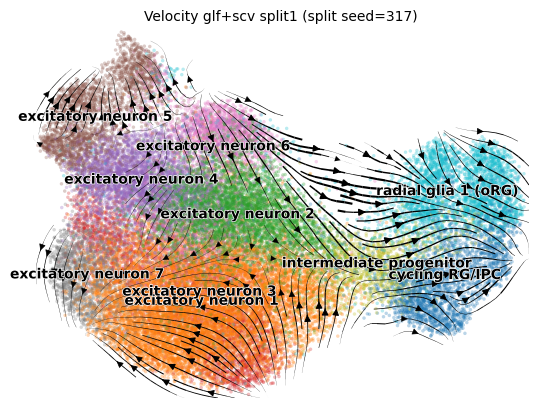 Velocity glf+scv split1 (split seed=317)
excitatory neuron 5
excitatory neuron 6
excitatory neuron 4
radial glia 1 (oRG)
excitatory neuron 2
intermediate progenitor
excitatory neuron 7
cycling RG/IPC
excitatory neuron 3
excitatory neuron 1